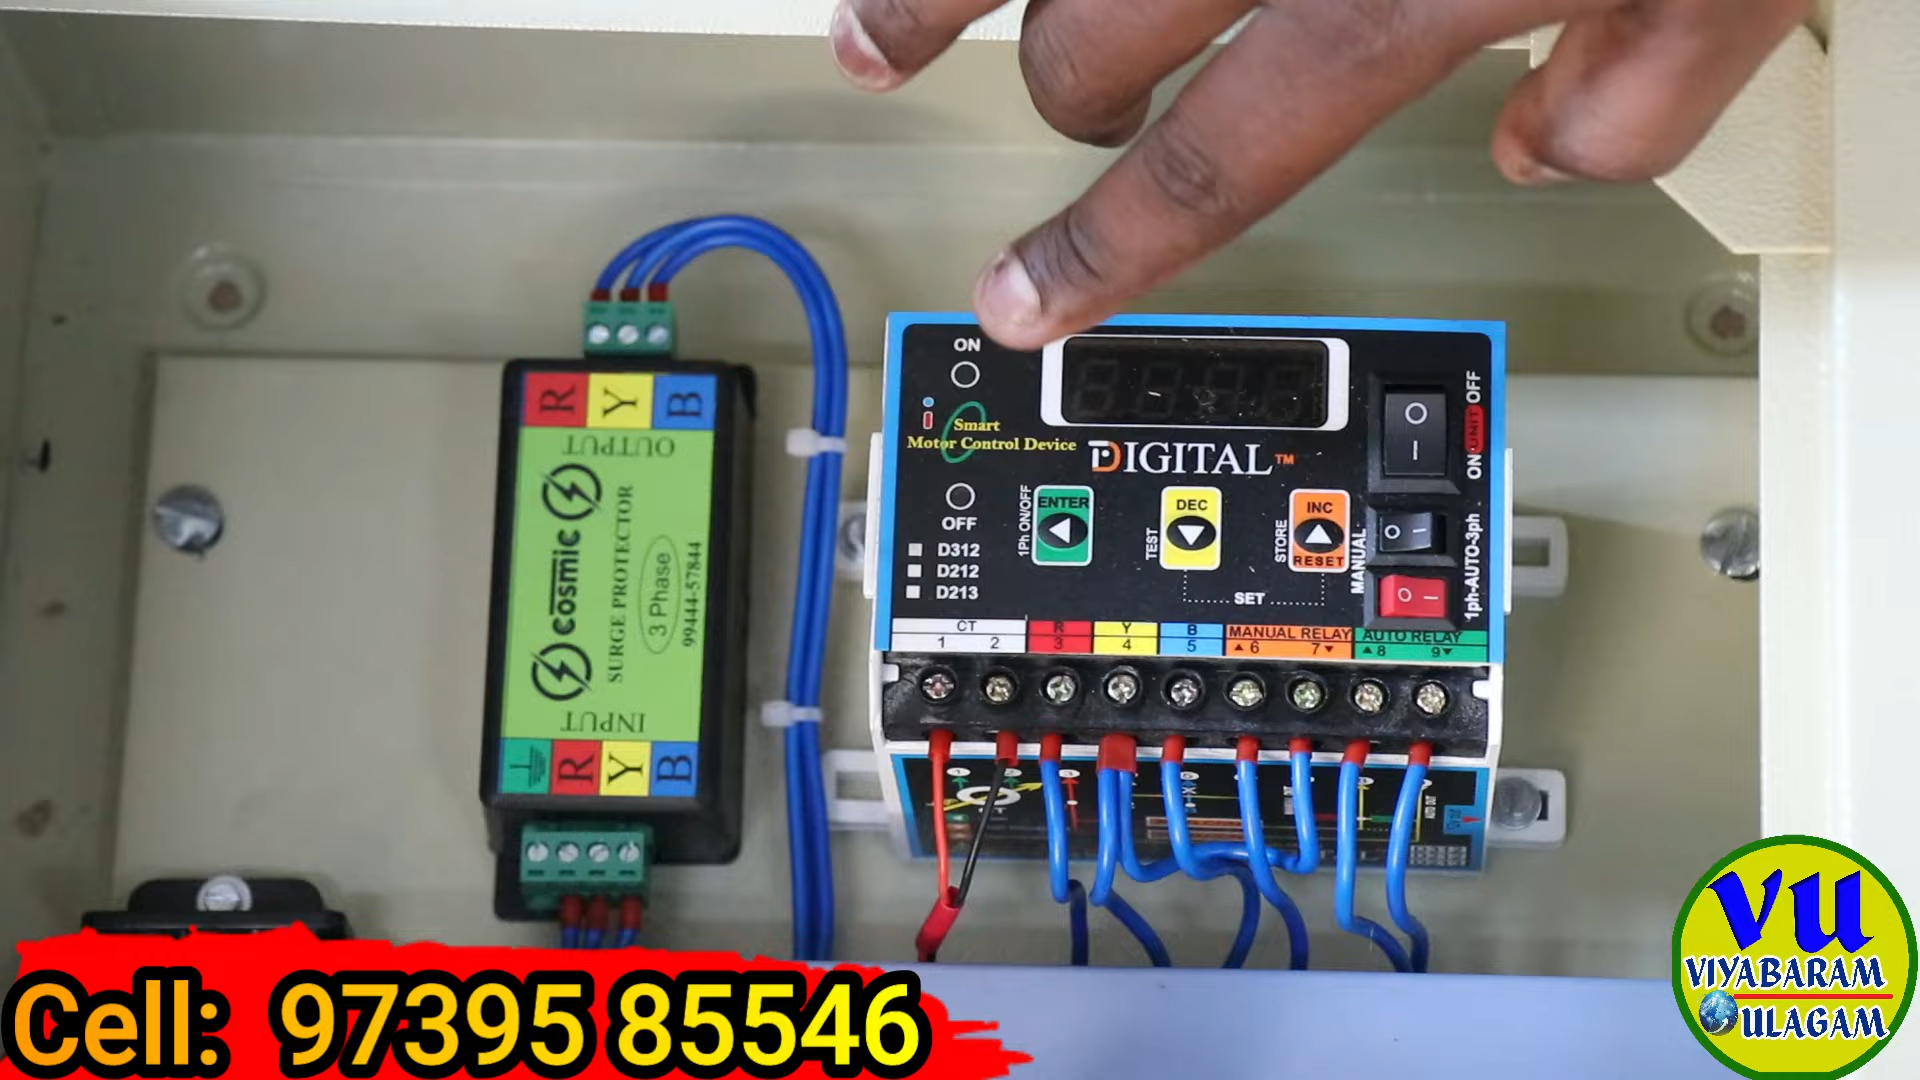 R Y B
OUTPUT
cosmic
SURGE PROTECTOR
3 Phase
99444-57844
INPUT
R Y B
ON
Smart
Motor Control Device
DIGITAL™
OFF
D312
D212
D213
1Ph ON/OFF
ENTER
TEST
DEC
STORE
INC
RESET
SET
ON UNIT OFF
MANUAL
1ph-AUTO-3ph
CT R Y B MANUAL RELAY AUTO RELAY
1 2 3 4 5 ▲6 7▼ ▲8 9▼
Cell: 97395 85546
VU
VIYABARAM
ULAGAM